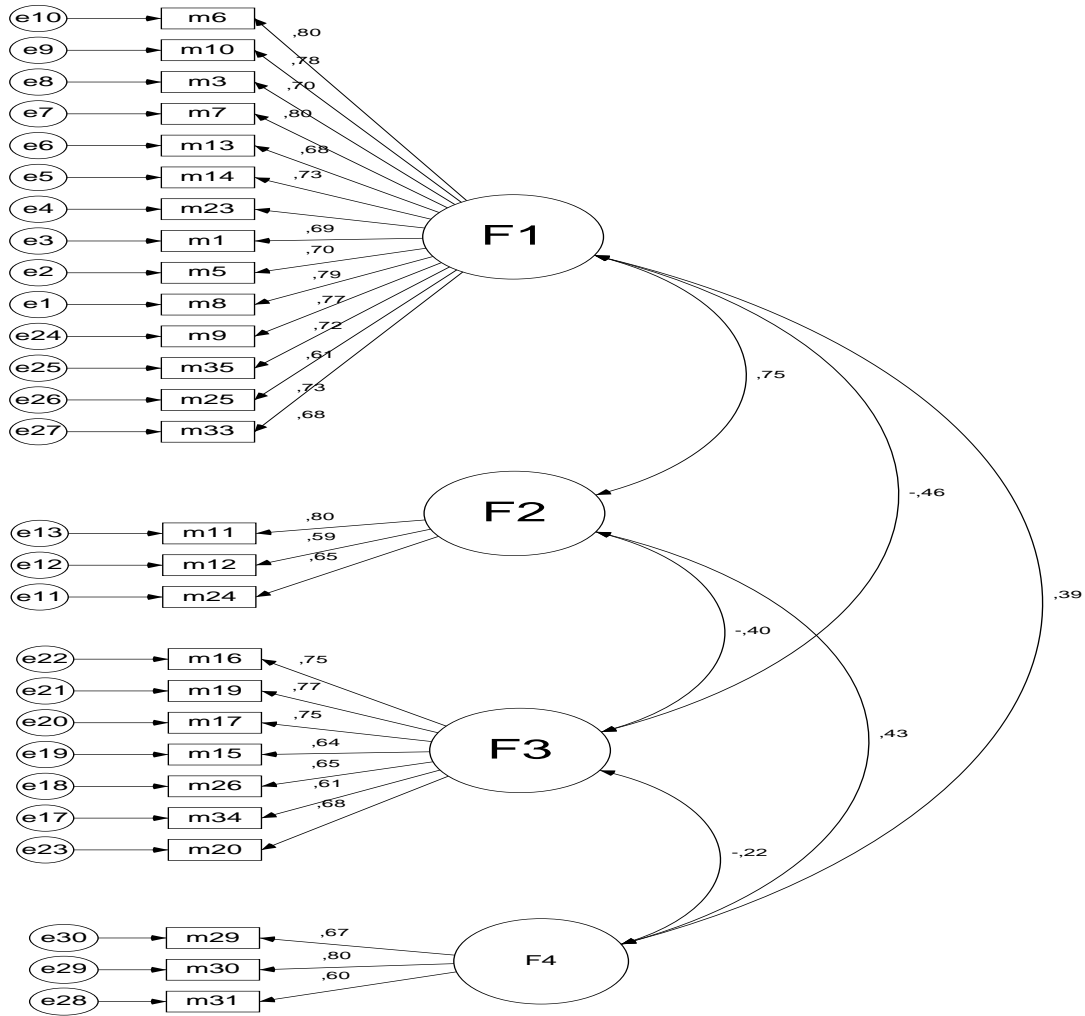 e10 m6 ,80
e9 m10 ,78
e8 m3 ,70
e7 m7 ,80
e6 m13 ,68
e5 m14 ,73
e4 m23
F1
e3 m1 ,69
e2 m5 ,70
e1 m8 ,79
e24 m9 ,77
e25 m35 ,72
e26 m25 ,61
,73
e27 m33 ,68
,75
-,46
F2
e13 m11 ,80
e12 m12 ,59
e11 m24 ,65
,39
-,40
e22 m16 ,75
e21 m19 ,77
e20 m17 ,75
,43
F3
e19 m15 ,64
e18 m26 ,65
e17 m34 ,61
e23 m20 ,68
-,22
e30 m29 ,67
F4
e29 m30 ,80
e28 m31 ,60